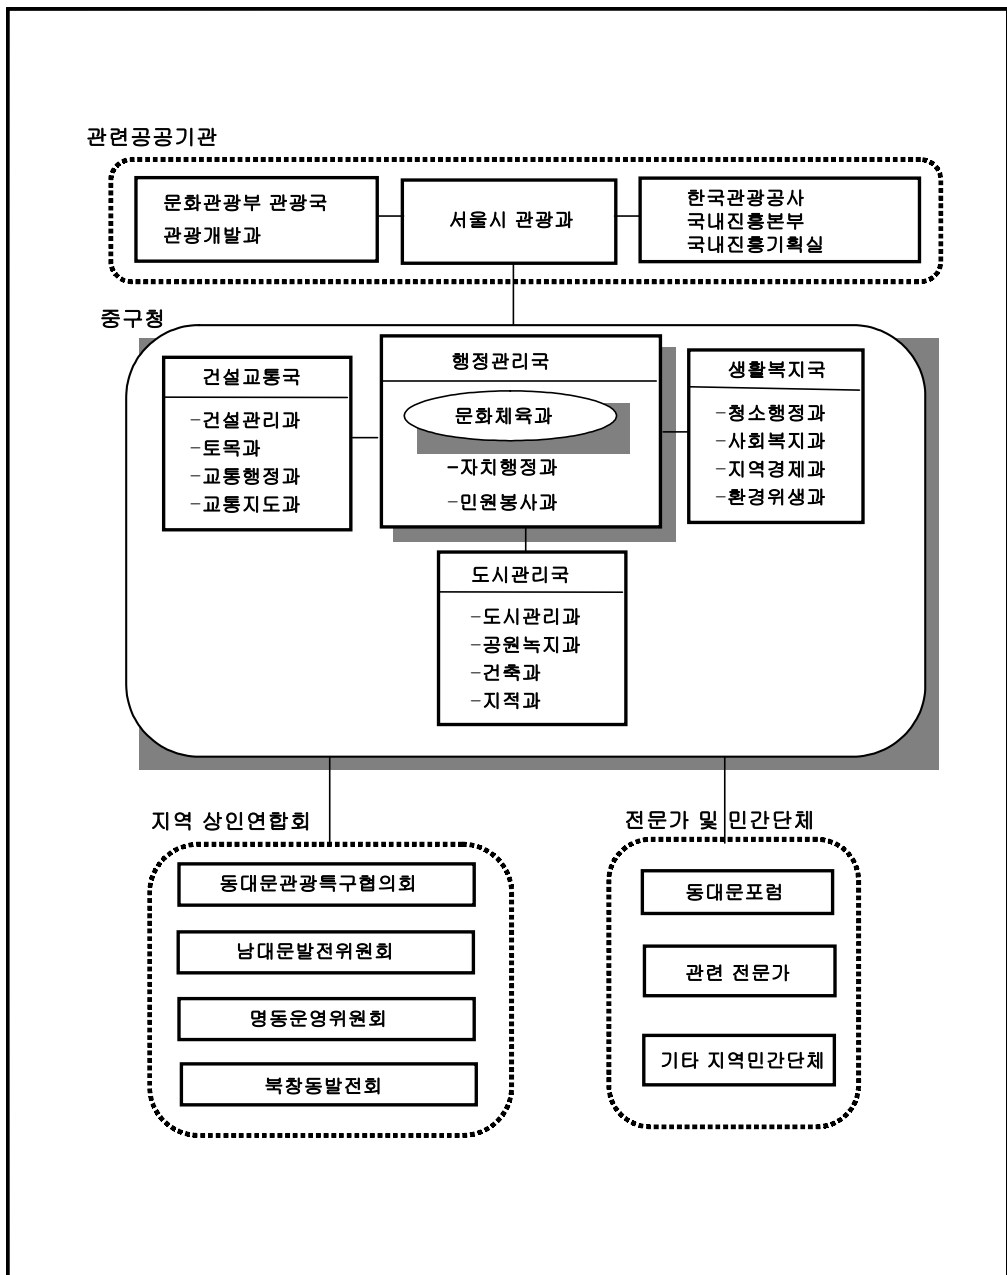 관련공공기관
문화관광부 관광국
관광개발과
서울시 관광과
한국관광공사
국내진흥본부
국내진흥기획실
중구청
건설교통국
-건설관리과
-토목과
-교통행정과
-교통지도과
행정관리국
문화체육과
-자치행정과
-민원봉사과
생활복지국
-청소행정과
-사회복지과
-지역경제과
-환경위생과
도시관리국
-도시관리과
-공원녹지과
-건축과
-지적과
지역 상인연합회
동대문관광특구협의회
남대문발전위원회
명동운영위원회
북창동발전회
전문가 및 민간단체
동대문포럼
관련 전문가
기타 지역민간단체